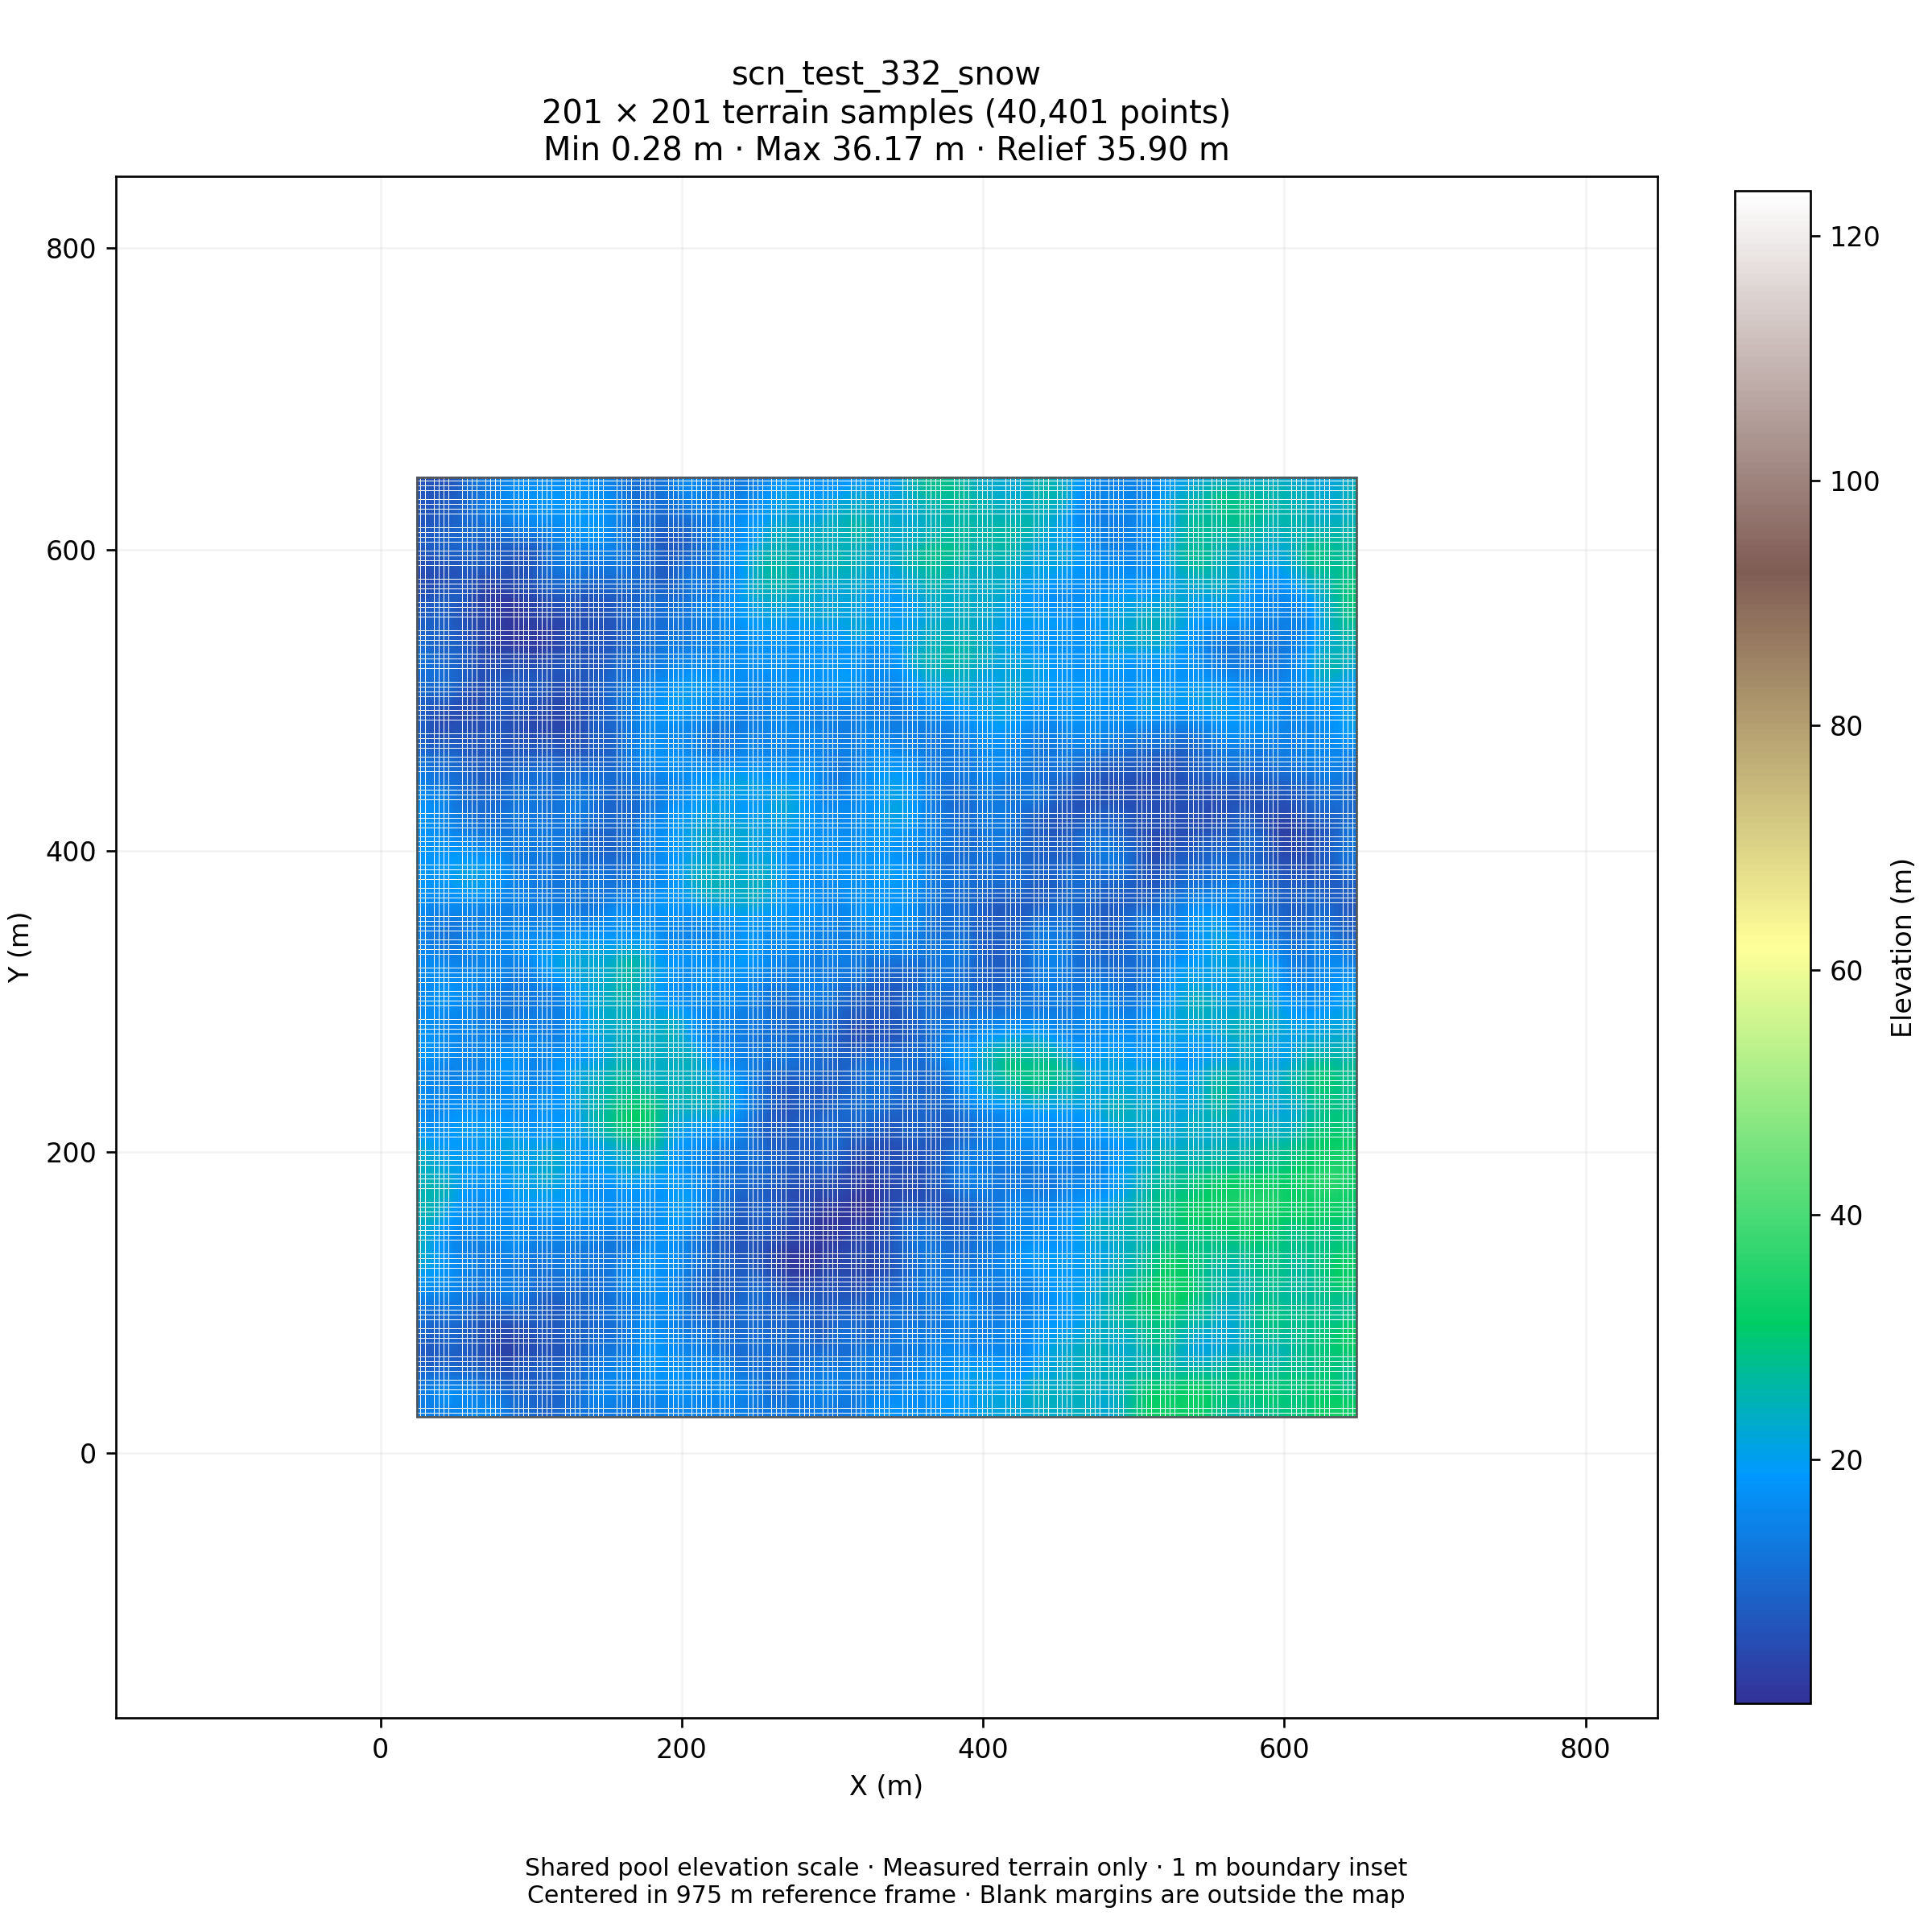 scn_test_332_snow
201 × 201 terrain samples (40,401 points)
Min 0.28 m · Max 36.17 m · Relief 35.90 m
800
600
400
200
0
Y (m)
0
200
400
600
800
X (m)
120
100
80
60
40
20
Elevation (m)
Shared pool elevation scale · Measured terrain only · 1 m boundary inset
Centered in 975 m reference frame · Blank margins are outside the map